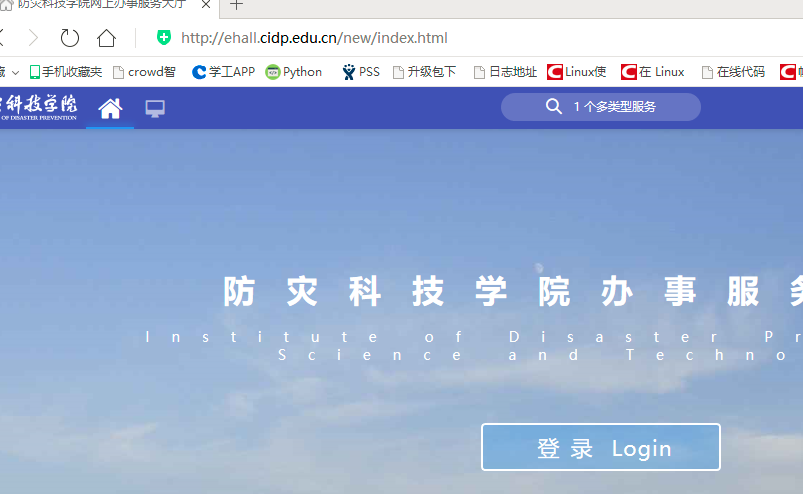 防灾科技学院网上办事服务大厅
http://ehall.cidp.edu.cn/new/index.html
藏 手机收藏夹 crowd智 学工APP Python PSS 升级包下 日志地址 Linux使 在 Linux 在线代码
科技学院
OF DISASTER PREVENTION
1 个多类型服务
防灾科技学院办事服务
Institute of Disaster Pr
Science and Techno
登录 Login